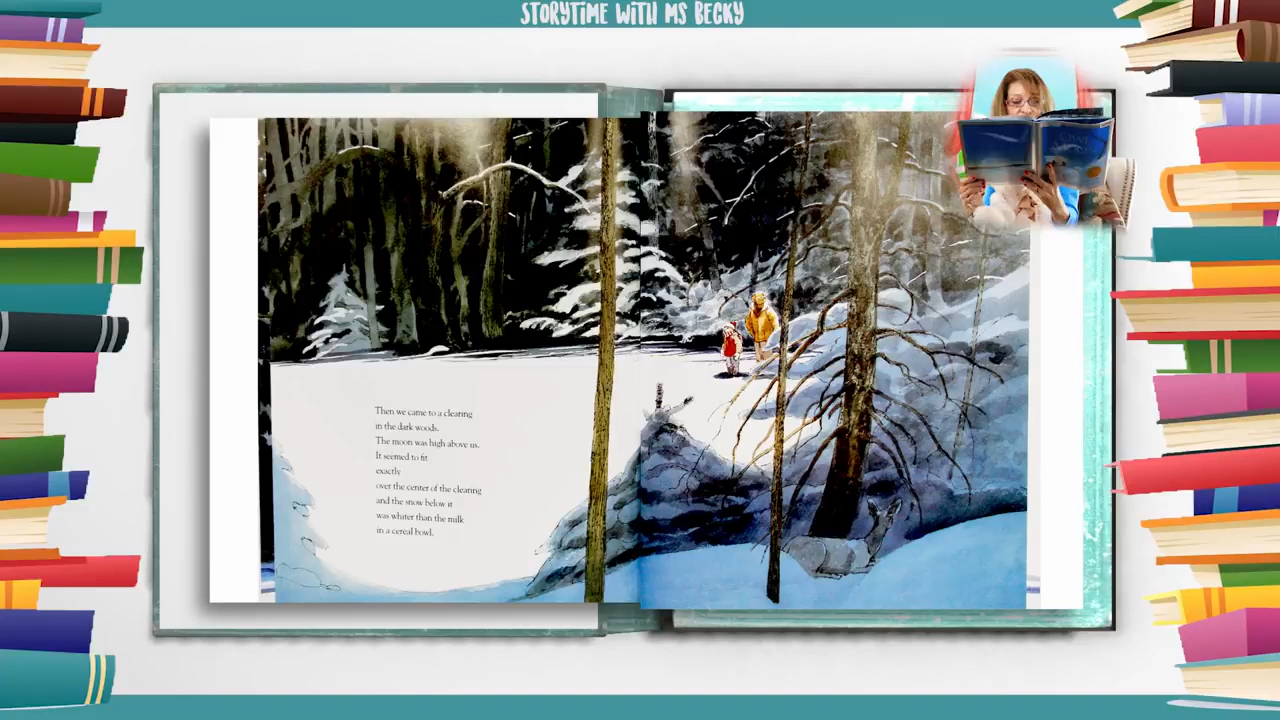 STORYTIME WITH MS BECKY
Then we came to a clearing
in the dark woods.
The moon was high above us.
It seemed to fit
exactly
over the center of the clearing
and the snow below it
was whiter than the milk
in a cereal bowl.